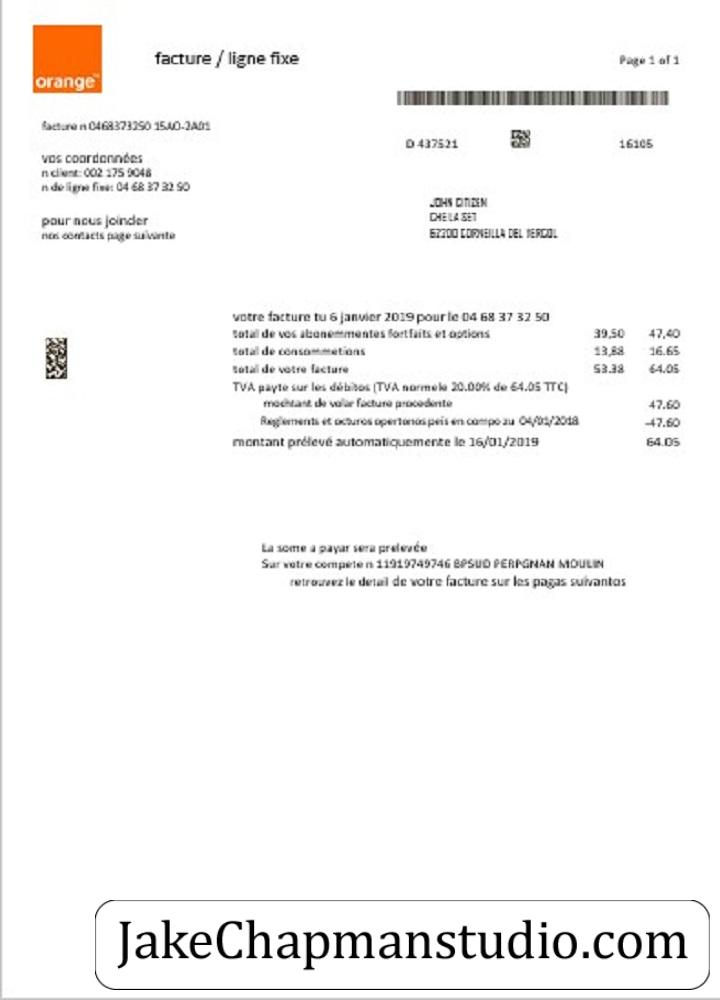 orange™
facture / ligne fixe
Page 1 of 1
facture n 0468373250 15AO-2A01
D 437521
16105
vos coordonnées
n client: 002 175 9048
n de ligne fixe: 04 68 37 32 50
JOHN CITIZEN
CHE LA SET
62200 CORNEILLA DEL
pour nous joinder
nos contacts page suivante
votre facture tu 6 janvier 2019 pour le 04 68 37 32 50
total de vos abonemmentes fortfaits et options 39,50 47,40
total de consommetions 13,88 16.65
total de votre facture 53.38 64.05
TVA payte sur les débitos (TVA normele 20.00% de 64.05 TTC)
mochtant de volar facture procedente 47.60
Reglements et octuros opertonos peis en compo zu 04/01/2018 -47.60
montant prélevé automatiquemente le 16/01/2019 64.05
La some a payar sera prelevée
Sur votre compete n 11919749746 BPSUD PERPGNAN MOULIN
retrouvez le detail de votre facture sur les pagas suivantos
JakeChapmanstudio.com